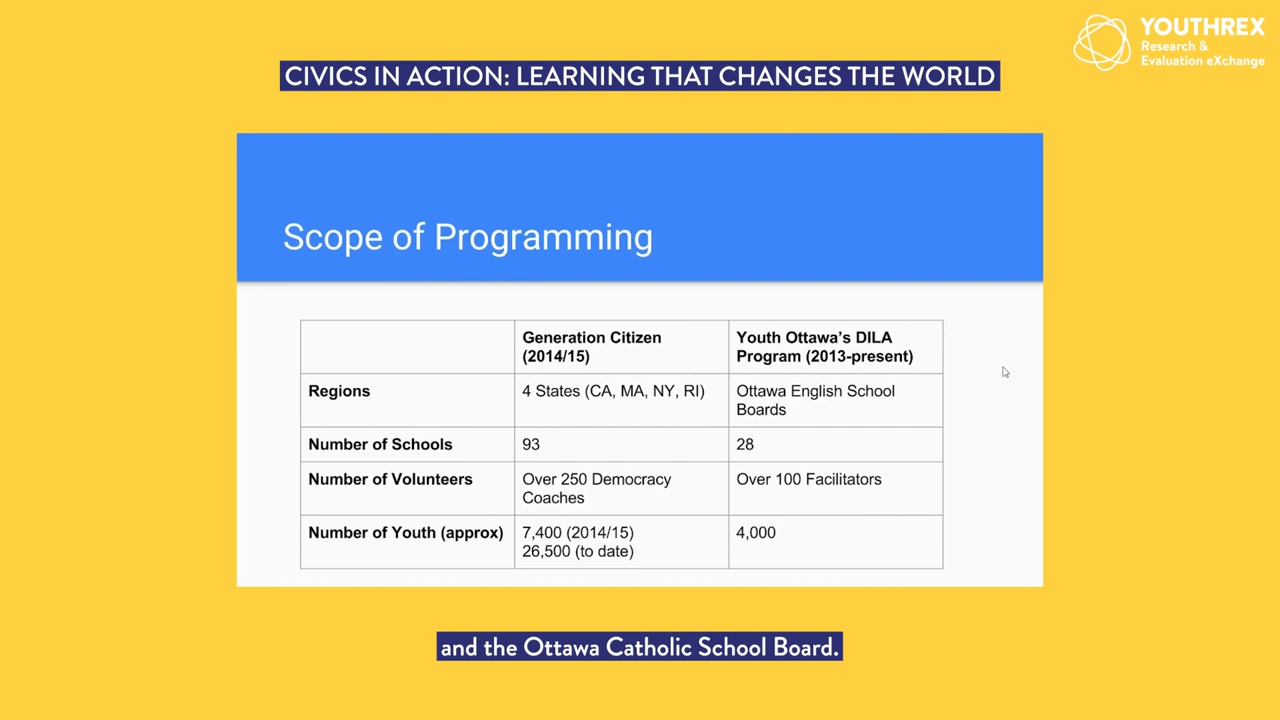 YOUTHREX
Research &
Evaluation eXchange
CIVICS IN ACTION: LEARNING THAT CHANGES THE WORLD
Scope of Programming
Generation Citizen
(2014/15)
Youth Ottawa’s DILA
Program (2013-present)
Regions
4 States (CA, MA, NY, RI)
Ottawa English School
Boards
Number of Schools
93
28
Number of Volunteers
Over 250 Democracy
Coaches
Over 100 Facilitators
Number of Youth (approx)
7,400 (2014/15)
26,500 (to date)
4,000
and the Ottawa Catholic School Board.